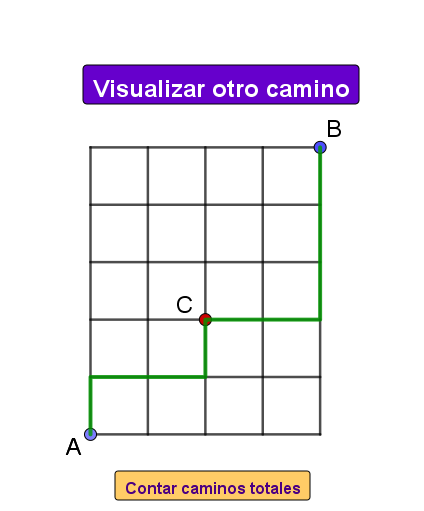 Visualizar otro camino
B
C
A
Contar caminos totales